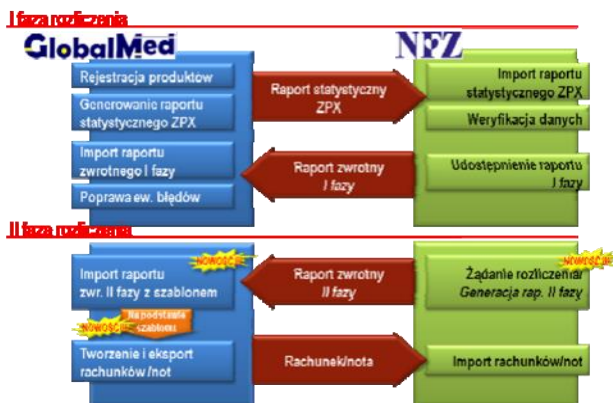 I faza rozliczenia
GlobalMed
NFZ
Rejestracja produktów
Generowanie raportu
statystycznego ZPX
Import raportu
zwrotnego I fazy
Poprawa ew. błędów
Raport statystyczny
ZPX
Raport zwrotny
I fazy
Import raportu
statystycznego ZPX
Weryfikacja danych
Udostępnienie raportu
I fazy
II faza rozliczenia
NOWOŚĆ
Import raportu
zwr. II fazy z szablonem
NOWOŚĆ
Na podstawie
szablonu
Tworzenie i eksport
rachunków/not
Raport zwrotny
II fazy
Rachunek/nota
Żądanie rozliczenia/
Generacja rap. II fazy
Import rachunków/not